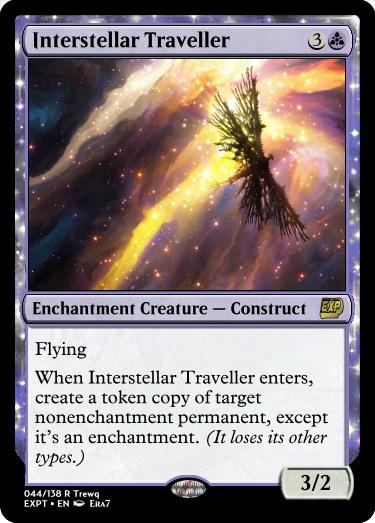 Interstellar Traveller 3
Enchantment Creature — Construct EXP
Flying
When Interstellar Traveller enters,
create a token copy of target
nonenchantment permanent, except
it's an enchantment. (It loses its other
types.)
3/2
044/138 R Trewq
EXPT • EN Era7